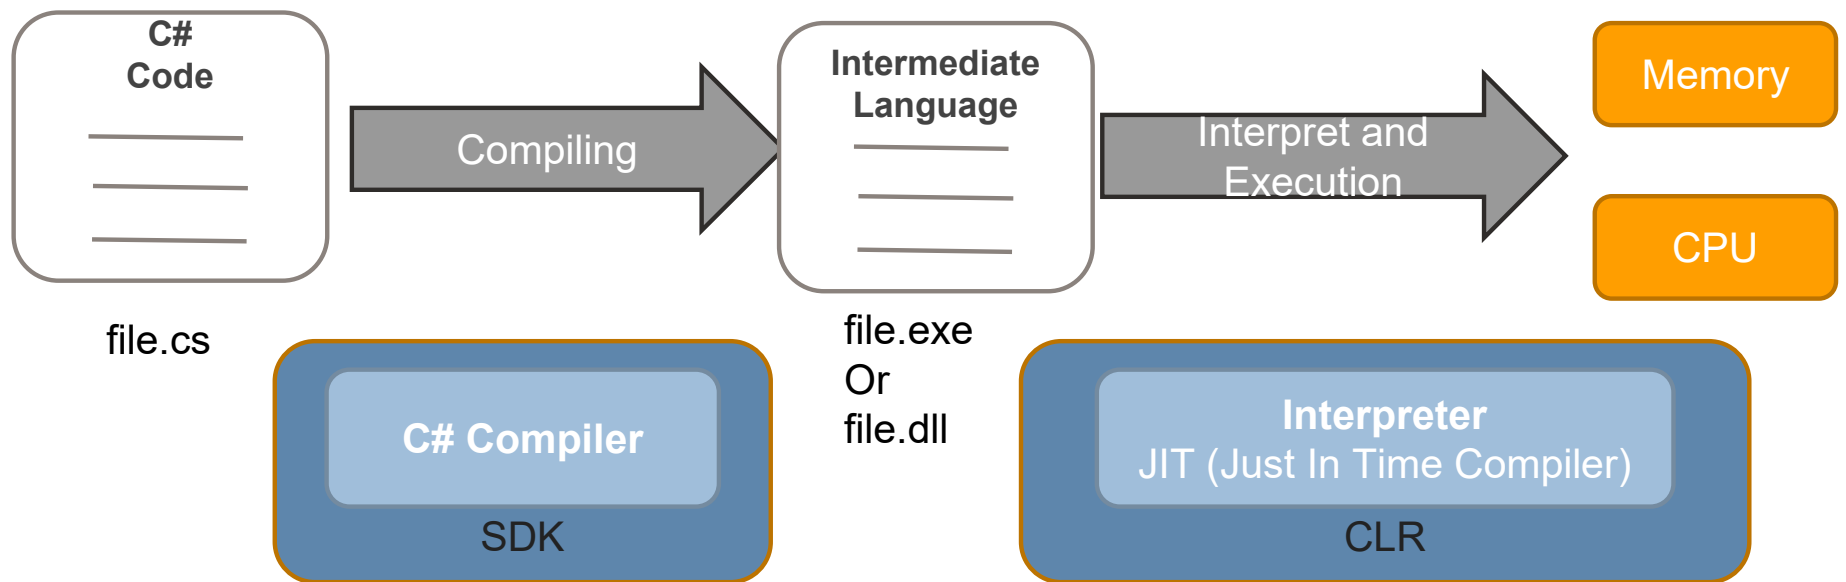 C#
Code
Compiling
Intermediate
Language
Interpret and
Execution
Memory
CPU
file.cs
file.exe
Or
file.dll
C# Compiler
SDK
Interpreter
JIT (Just In Time Compiler)
CLR